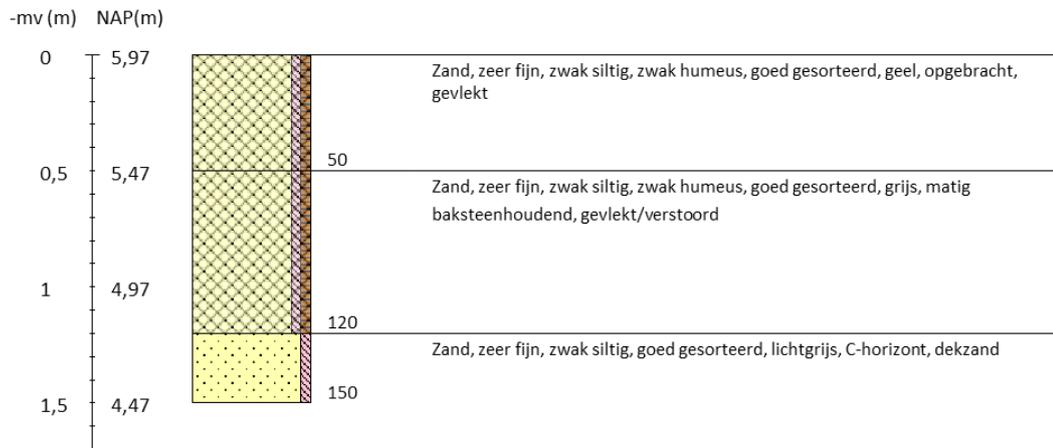 -mv (m) NAP(m)
0 5,97
Zand, zeer fijn, zwak siltig, zwak humeus, goed gesorteerd, geel, opgebracht,
gevlekt
50
0,5 5,47
Zand, zeer fijn, zwak siltig, zwak humeus, goed gesorteerd, grijs, matig
baksteenhoudend, gevlekt/verstoord
1 4,97
120
Zand, zeer fijn, zwak siltig, goed gesorteerd, lichtgrijs, C-horizont, dekzand
150
1,5 4,47